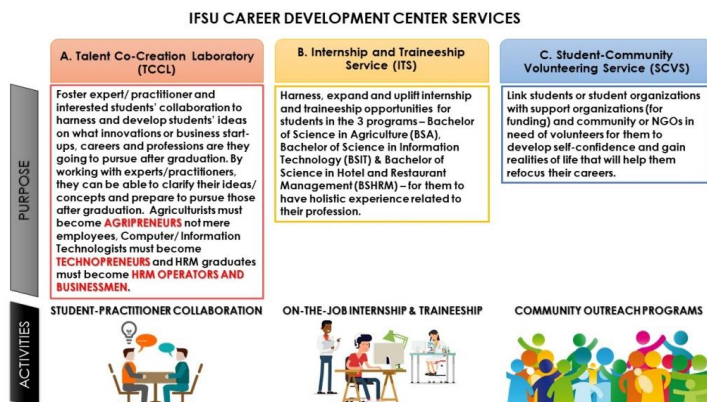 IFSU CAREER DEVELOPMENT CENTER SERVICES
A. Talent Co-Creation Laboratory
(TCCL)
B. Internship and Traineeship
Service (ITS)
C. Student-Community
Volunteering Service (SCVS)
PURPOSE
Foster expert/ practitioner and
interested students' collaboration to
harness and develop students' ideas
on what innovations or business start-
ups, careers and professions are they
going to pursue after graduation. By
working with experts/practitioners,
they can be able to clarify their ideas/
concepts and prepare to pursue those
after graduation. Agriculturists must
become AGRIPRENEURS not mere
employees, Computer/ Information
Technologists must become
TECHNOPRENEURS and HRM graduates
must become HRM OPERATORS AND
BUSINESSMEN.
Harness, expand and uplift internship
and traineeship opportunities for
students in the 3 programs – Bachelor
of Science in Agriculture (BSA),
Bachelor of Science in Information
Technology (BSIT) & Bachelor of
Science in Hotel and Restaurant
Management (BSHRM) – for them to
have holistic experience related to
their profession.
Link students or student organizations
with support organizations (for
funding) and community or NGOs in
need of volunteers for them to
develop self-confidence and gain
realities of life that will help them
refocus their careers.
ACTIVITIES
STUDENT-PRACTITIONER COLLABORATION
ON-THE-JOB INTERNSHIP & TRAINEESHIP
COMMUNITY OUTREACH PROGRAMS